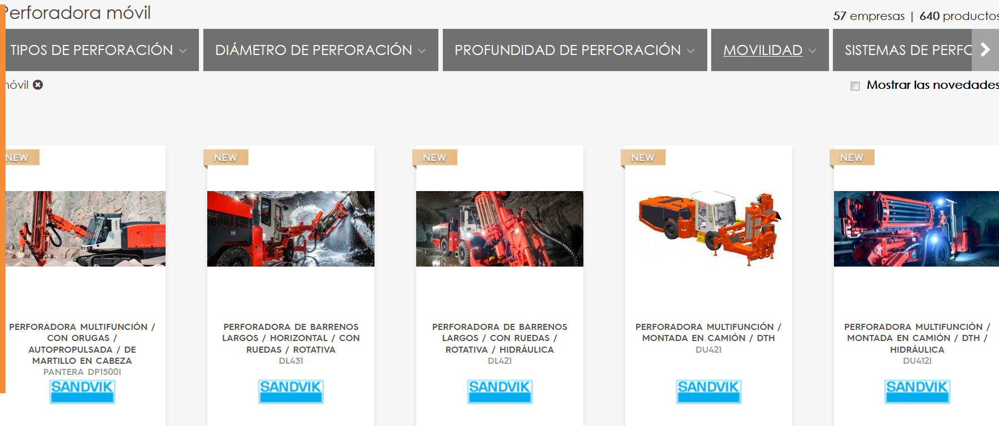 Perforadora móvil
57 empresas | 640 productos
TIPOS DE PERFORACIÓN
DIÁMETRO DE PERFORACIÓN
PROFUNDIDAD DE PERFORACIÓN
MOVILIDAD
SISTEMAS DE PERFO
móvil
Mostrar las novedades
NEW
NEW
NEW
NEW
NEW
PERFORADORA MULTIFUNCIÓN /
CON ORUGAS /
AUTOPROPULSADA / DE
MARTILLO EN CABEZA
PANTERA DP1500I
SANDVIK
PERFORADORA DE BARRENOS
LARGOS / HORIZONTAL / CON
RUEDAS / ROTATIVA
DL431
SANDVIK
PERFORADORA DE BARRENOS
LARGOS / CON RUEDAS /
ROTATIVA / HIDRÁULICA
DL421
SANDVIK
PERFORADORA MULTIFUNCIÓN /
MONTADA EN CAMIÓN / DTH
DU421
SANDVIK
PERFORADORA MULTIFUNCIÓN /
MONTADA EN CAMIÓN / DTH /
HIDRÁULICA
DU412I
SANDVIK